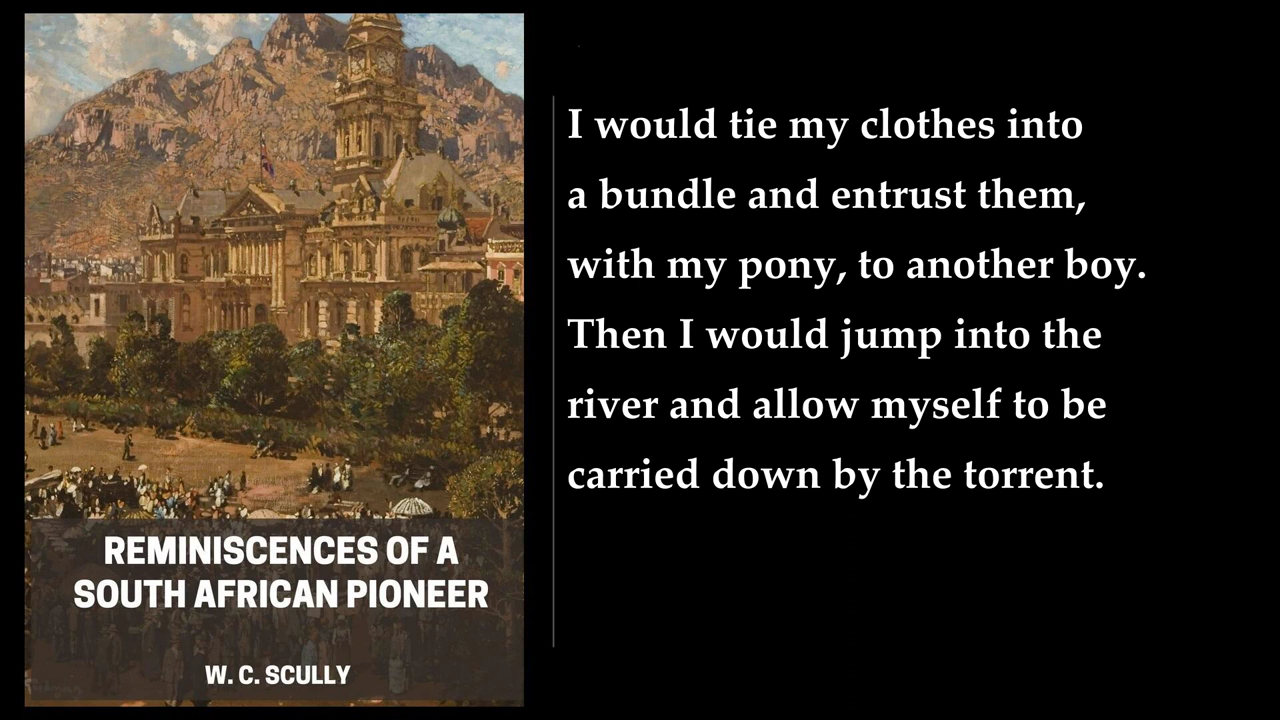 I would tie my clothes into
a bundle and entrust them,
with my pony, to another boy.
Then I would jump into the
river and allow myself to be
carried down by the torrent.
REMINISCENCES OF A
SOUTH AFRICAN PIONEER
W. C. SCULLY